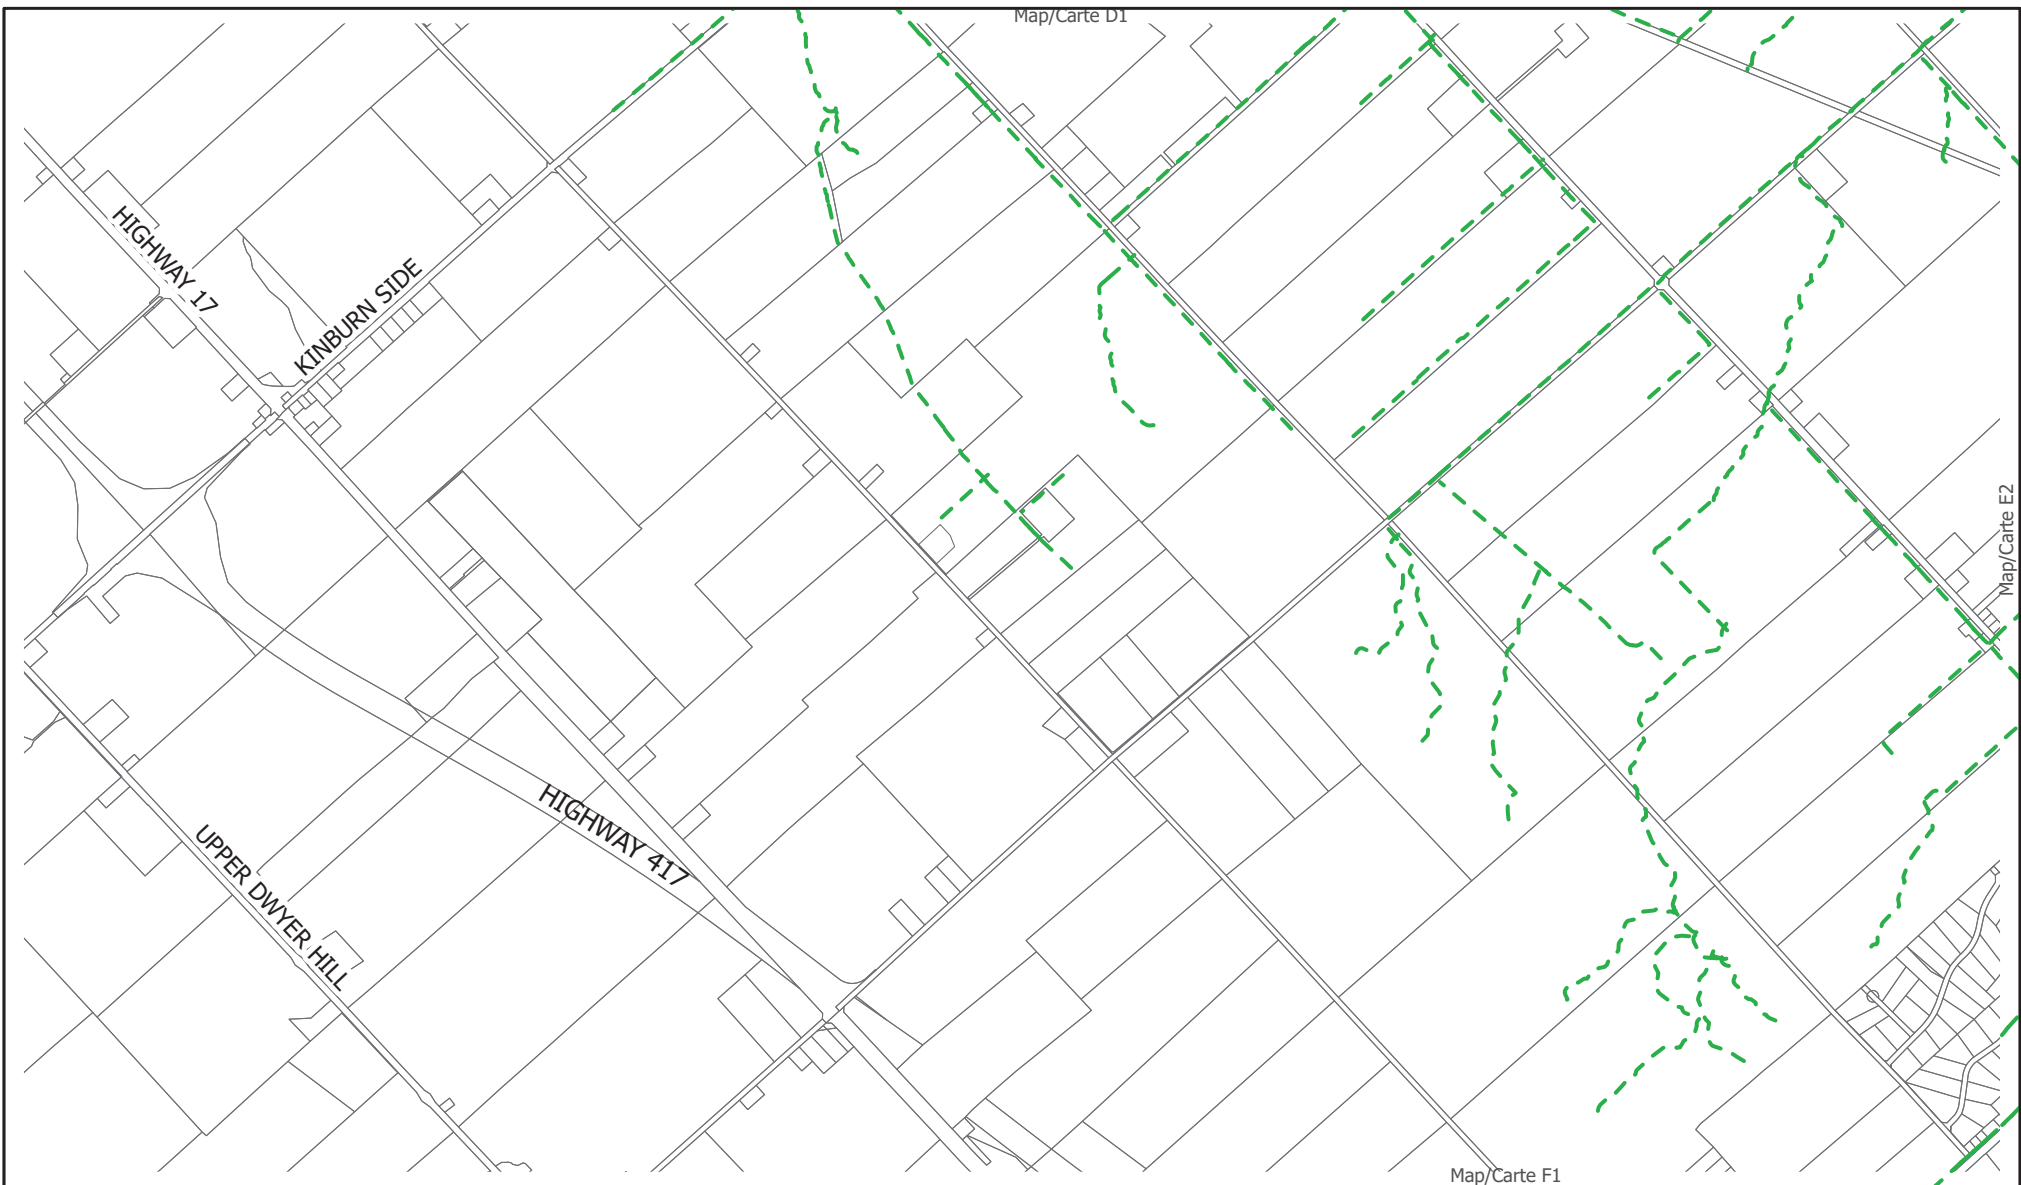 Map/Carte D1
HIGHWAY 17
KINBURN SIDE
Map/Carte E2
HIGHWAY 417
UPPER DWYER HILL
Map/Carte F1